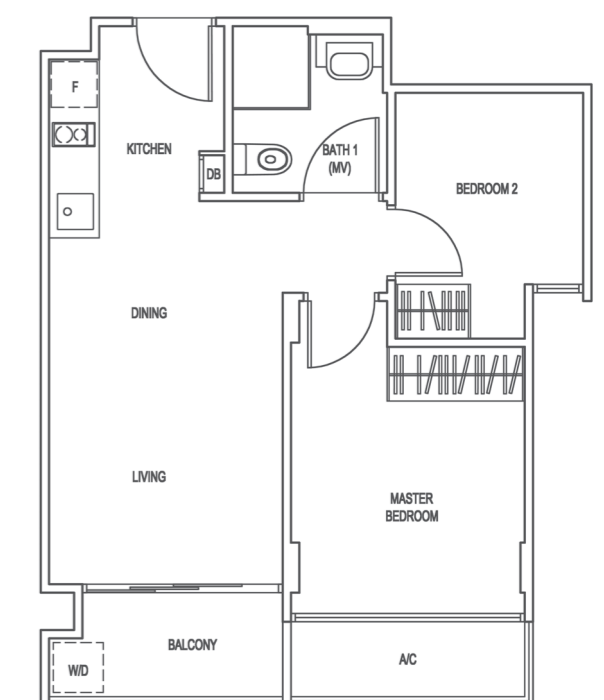 F
KITCHEN
DB
BATH 1
(MV)
BEDROOM 2
DINING
LIVING
MASTER
BEDROOM
BALCONY
W/D
A/C